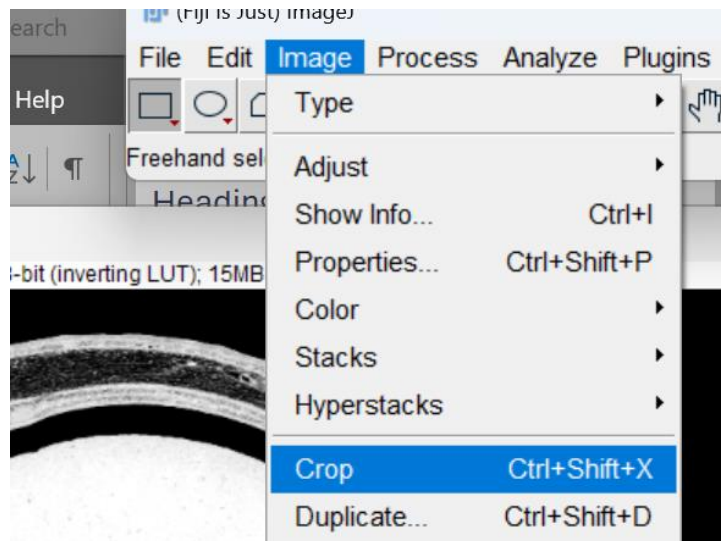 earch
(Fiji Is Just) ImageJ
File Edit Image Process Analyze Plugins
Help
Type
Freehand sel
Adjust
Heading
Show Info... Ctrl+I
-bit (inverting LUT); 15MB
Properties... Ctrl+Shift+P
Color
Stacks
Hyperstacks
Crop Ctrl+Shift+X
Duplicate... Ctrl+Shift+D